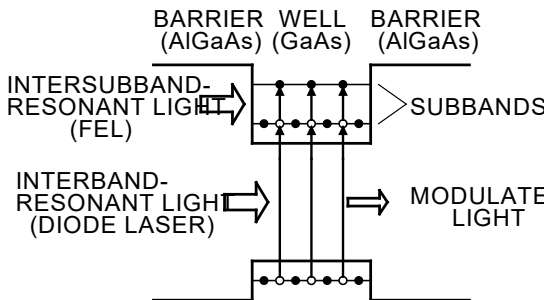 BARRIER WELL BARRIER
(AlGaAs) (GaAs) (AlGaAs)
INTERSUBBAND-
RESONANT LIGHT
(FEL)
SUBBANDS
INTERBAND-
RESONANT LIGHT
(DIODE LASER)
MODULATE
LIGHT